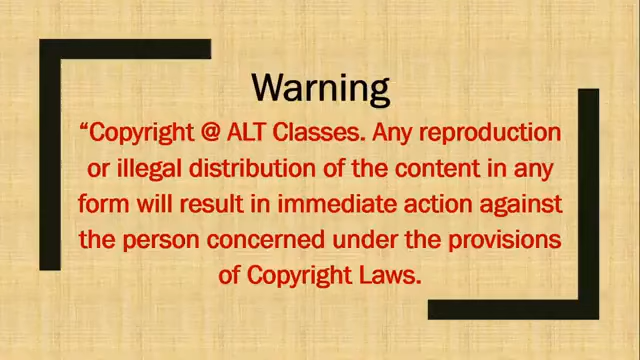 Warning
“Copyright @ ALT Classes. Any reproduction
or illegal distribution of the content in any
form will result in immediate action against
the person concerned under the provisions
of Copyright Laws.